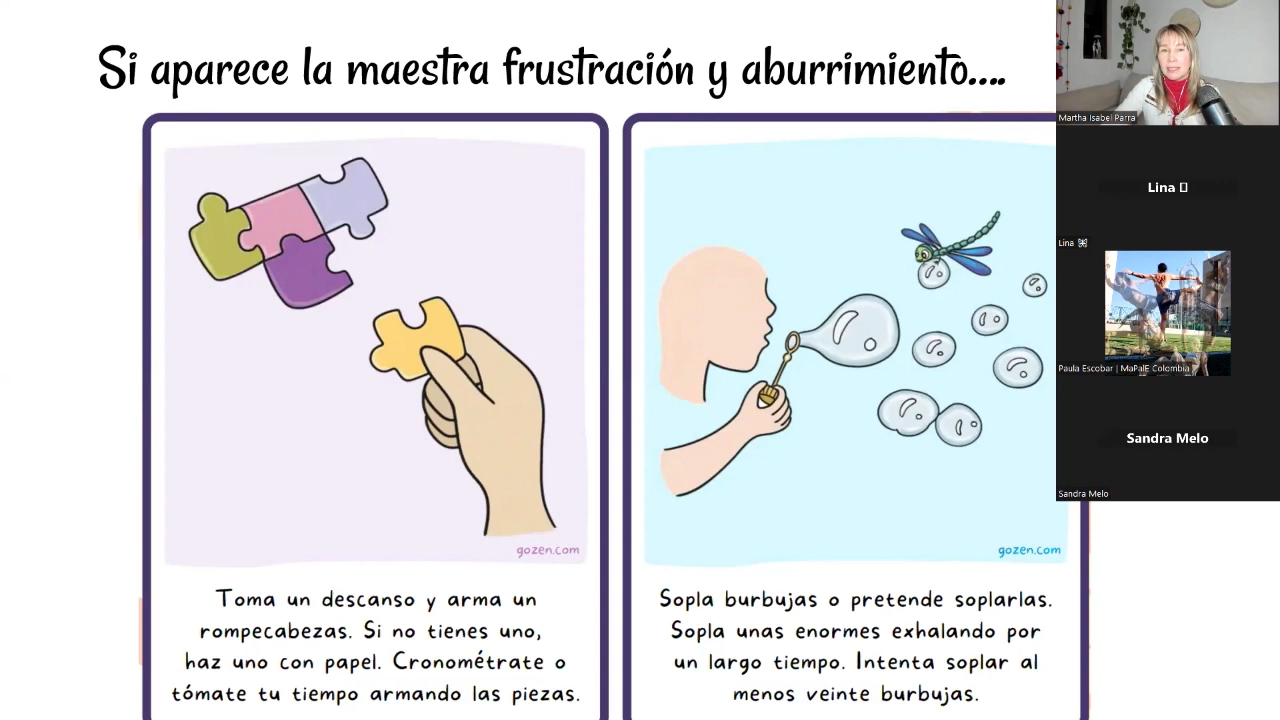 Si aparece la maestra frustración y aburrimiento....
gozen.com
Toma un descanso y arma un
rompecabezas. Si no tienes uno,
haz uno con papel. Cronométrate o
tómate tu tiempo armando las piezas.
gozen.com
Sopla burbujas o pretende soplarlas.
Sopla unas enormes exhalando por
un largo tiempo. Intenta soplar al
menos veinte burbujas.
Martha Isabel Parra
Lina
Lina
Paula Escobar | MaPalE Colombia
Sandra Melo
Sandra Melo